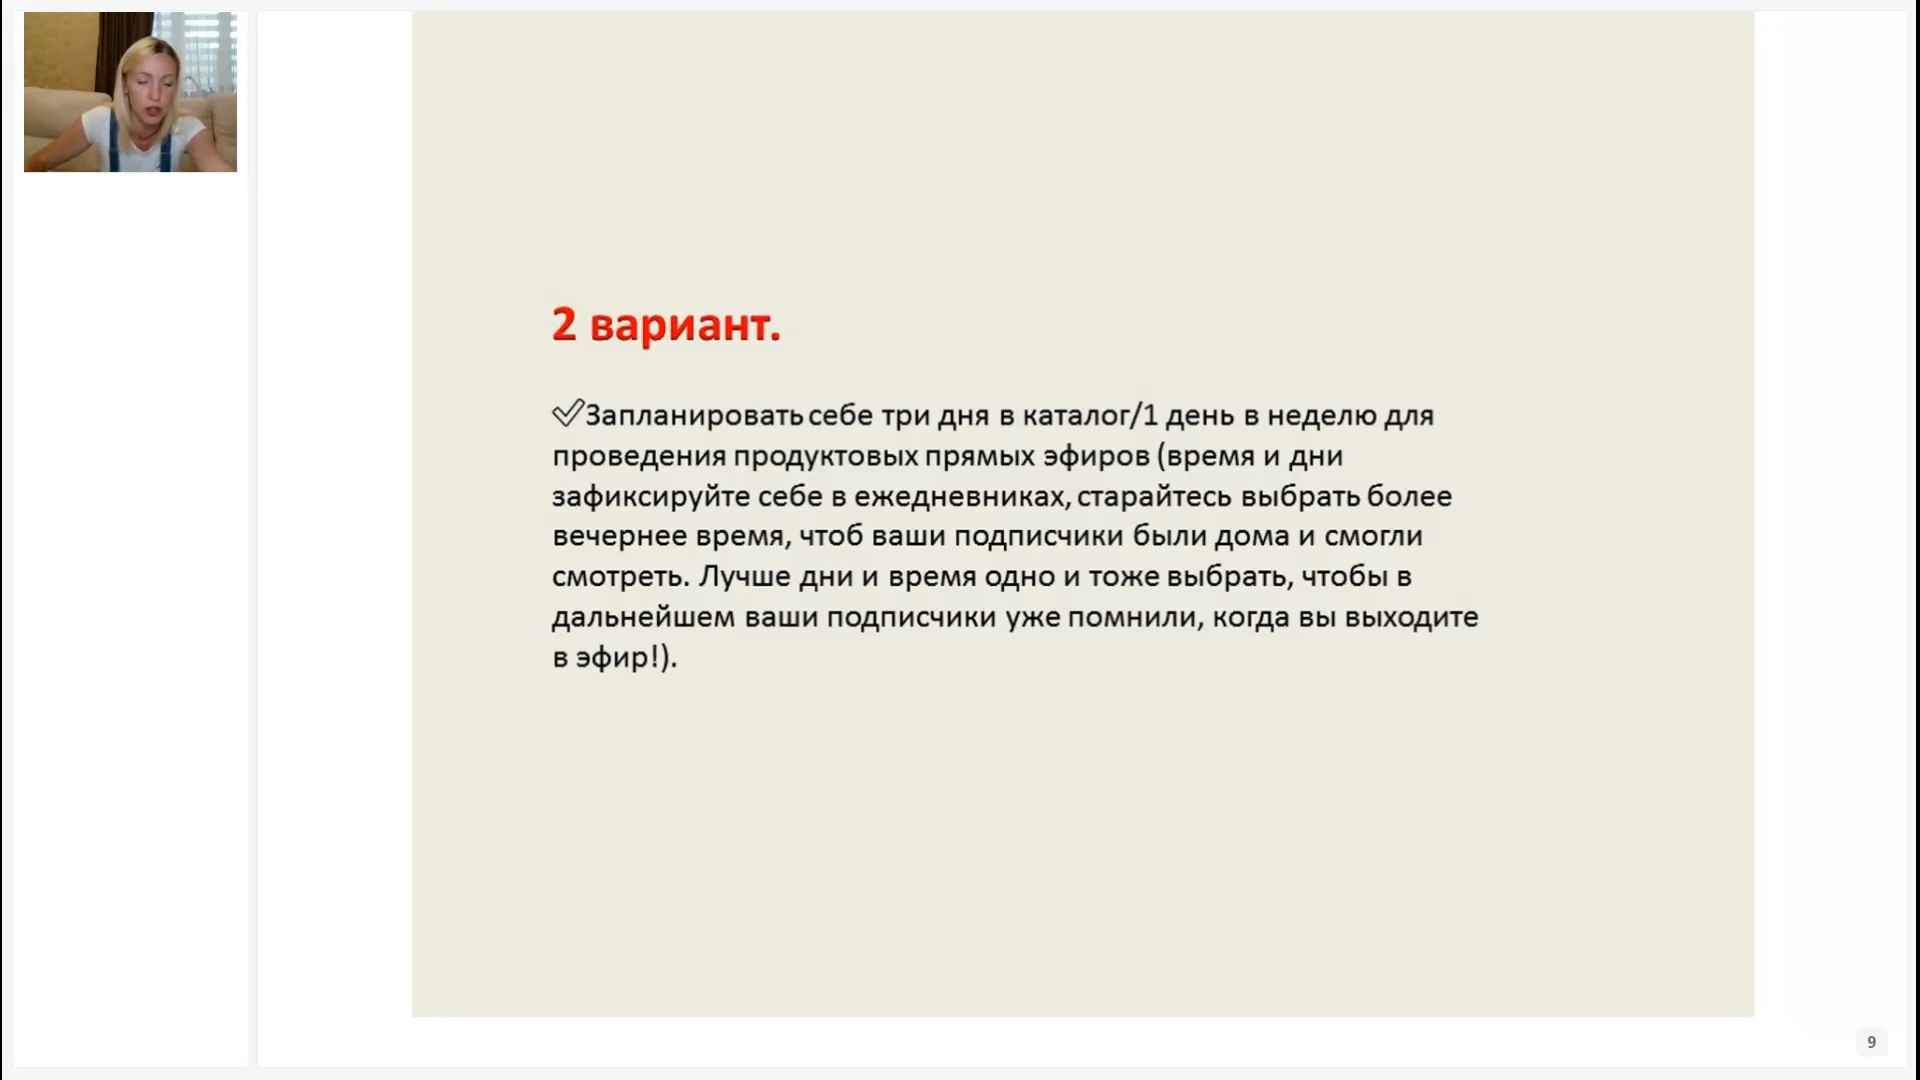 2 вариант.
✓Запланировать себе три дня в каталог/1 день в неделю для
проведения продуктовых прямых эфиров (время и дни
зафиксируйте себе в ежедневниках, старайтесь выбрать более
вечернее время, чтоб ваши подписчики были дома и смогли
смотреть. Лучше дни и время одно и тоже выбрать, чтобы в
дальнейшем ваши подписчики уже помнили, когда вы выходите
в эфир!).
9